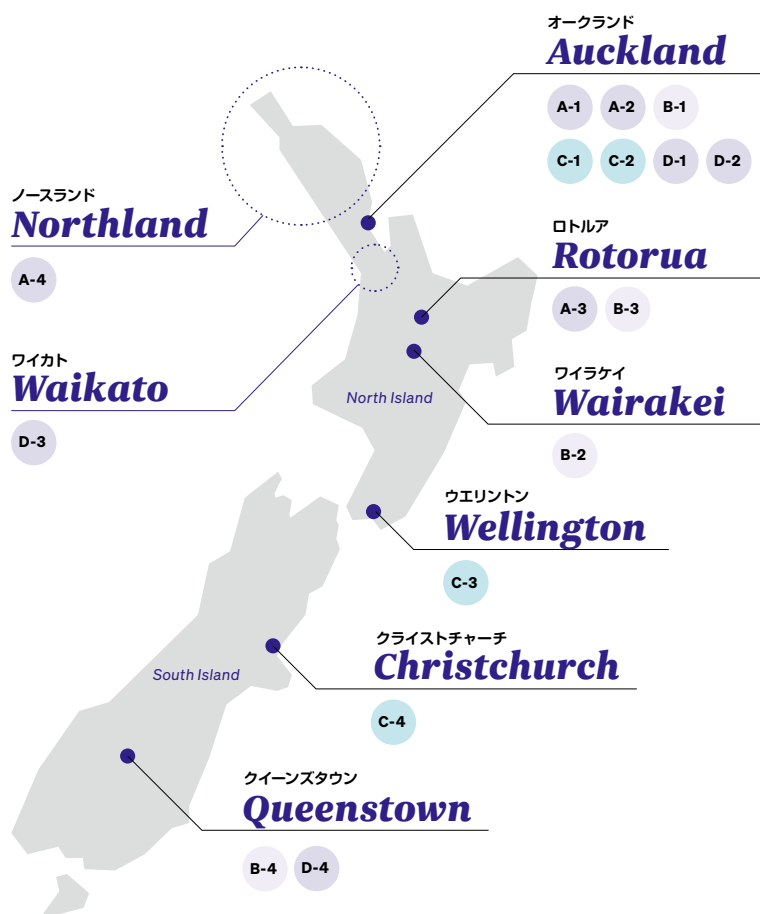 オークランド
Auckland
A-1 A-2 B-1
C-1 C-2 D-1 D-2
ノースランド
Northland
A-4
ロトルア
Rotorua
A-3 B-3
ワイカト
Waikato
D-3
North Island
ワイラケイ
Wairakei
B-2
ウエリントン
Wellington
C-3
クライストチャーチ
Christchurch
C-4
South Island
クイーンズタウン
Queenstown
B-4 D-4